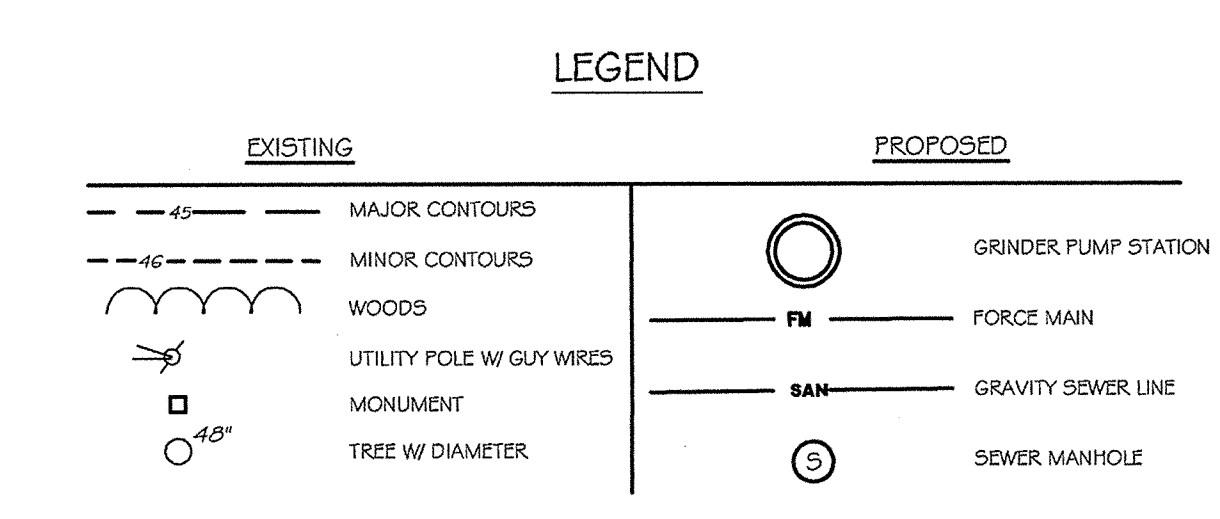 LEGEND
EXISTING
PROPOSED
45 MAJOR CONTOURS
46 MINOR CONTOURS
WOODS
UTILITY POLE W/ GUY WIRES
MONUMENT
48" TREE W/ DIAMETER
GRINDER PUMP STATION
FM FORCE MAIN
SAN GRAVITY SEWER LINE
S SEWER MANHOLE